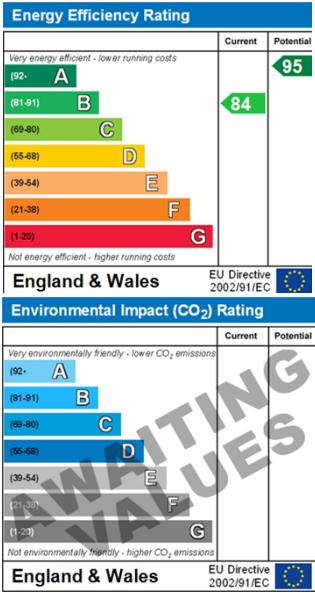 Energy Efficiency Rating
Current Potential
Very energy efficient - lower running costs
(92+ A
95
(81-91) B
84
(69-80) C
(55-68) D
(39-54) E
(21-38) F
(1-20) G
Not energy efficient - higher running costs
England & Wales
EU Directive
2002/91/EC
Environmental Impact (CO2) Rating
Current Potential
Very environmentally friendly - lower CO2 emissions
(92+ A
(81-91) B
(69-80) C
(55-68) D
(39-54) E
(21-38) F
(1-20) G
AWAITING
VALUES
Not environmentally friendly - higher CO2 emissions
England & Wales
EU Directive
2002/91/EC